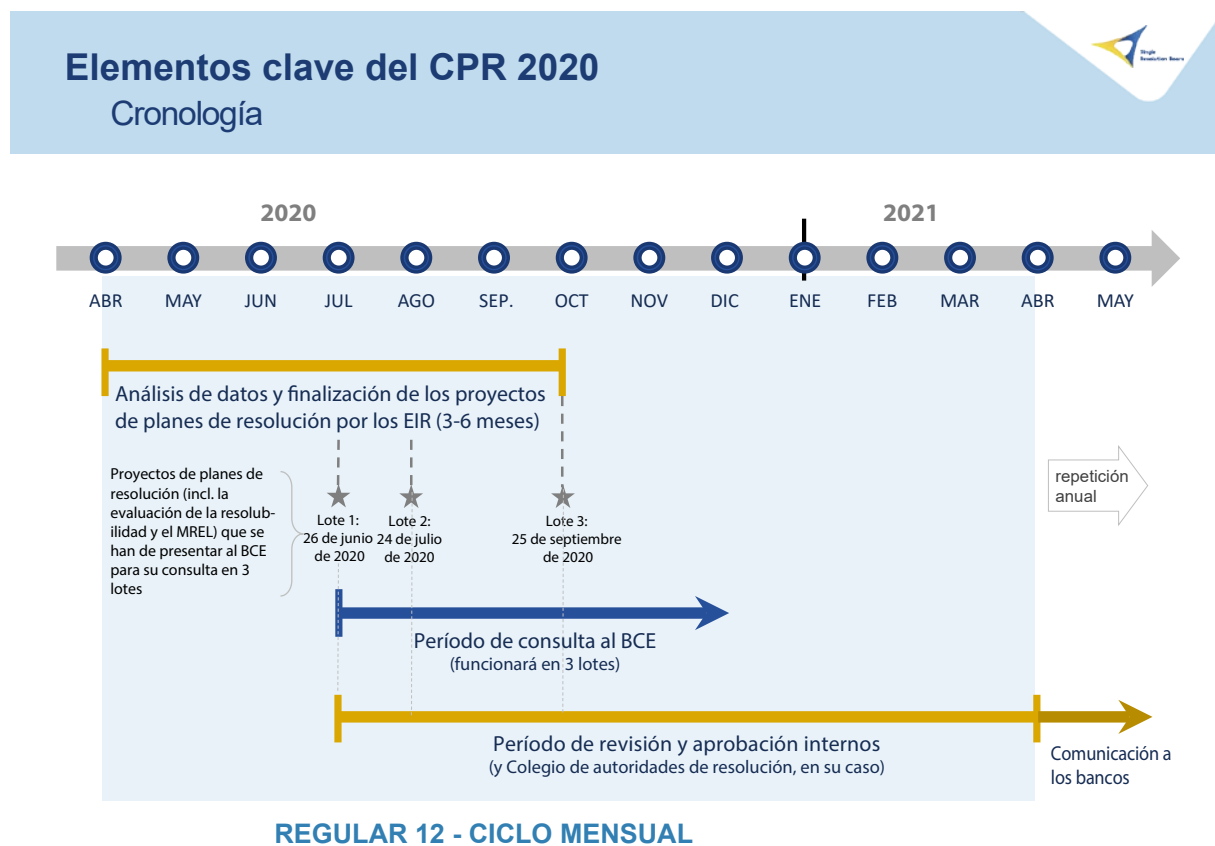 Elementos clave del CPR 2020
Cronología
Single
Resolution Board
2020
2021
ABR MAY JUN JUL AGO SEP. OCT NOV DIC ENE FEB MAR ABR MAY
Análisis de datos y finalización de los proyectos
de planes de resolución por los EIR (3-6 meses)
Proyectos de planes de
resolución (incl. la
evaluación de la resolub-
ilidad y el MREL) que se
han de presentar al BCE
para su consulta en 3
lotes
Lote 1:
26 de junio
de 2020
Lote 2:
24 de julio
de 2020
Lote 3:
25 de septiembre
de 2020
repetición
anual
Período de consulta al BCE
(funcionará en 3 lotes)
Período de revisión y aprobación internos
(y Colegio de autoridades de resolución, en su caso)
Comunicación a
los bancos
REGULAR 12 - CICLO MENSUAL